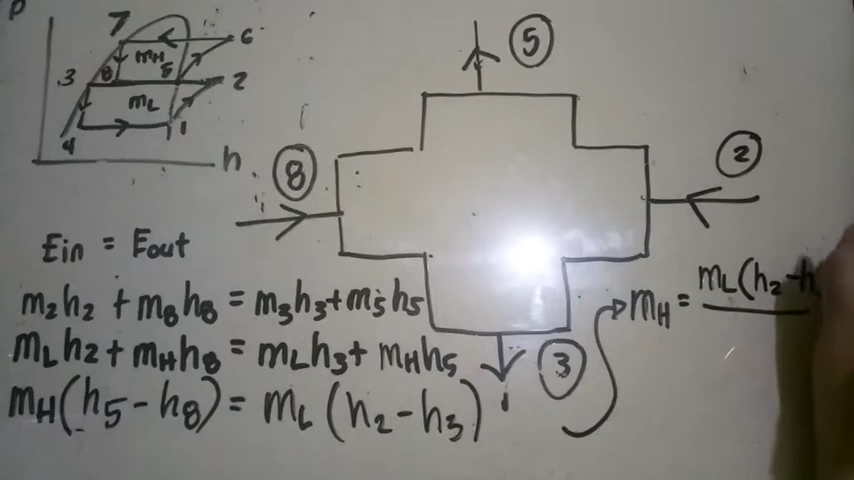 P
7
6
mH
3
8
5
2
mL
4
1
h
5
8
2
3
Ein = Eout
m2h2 + m8h8 = m3h3 + m5h5
mLh2 + mHh8 = mLh3 + mHh5
mH(h5 - h8) = mL (h2 - h3)
mH = mL(h2 - h